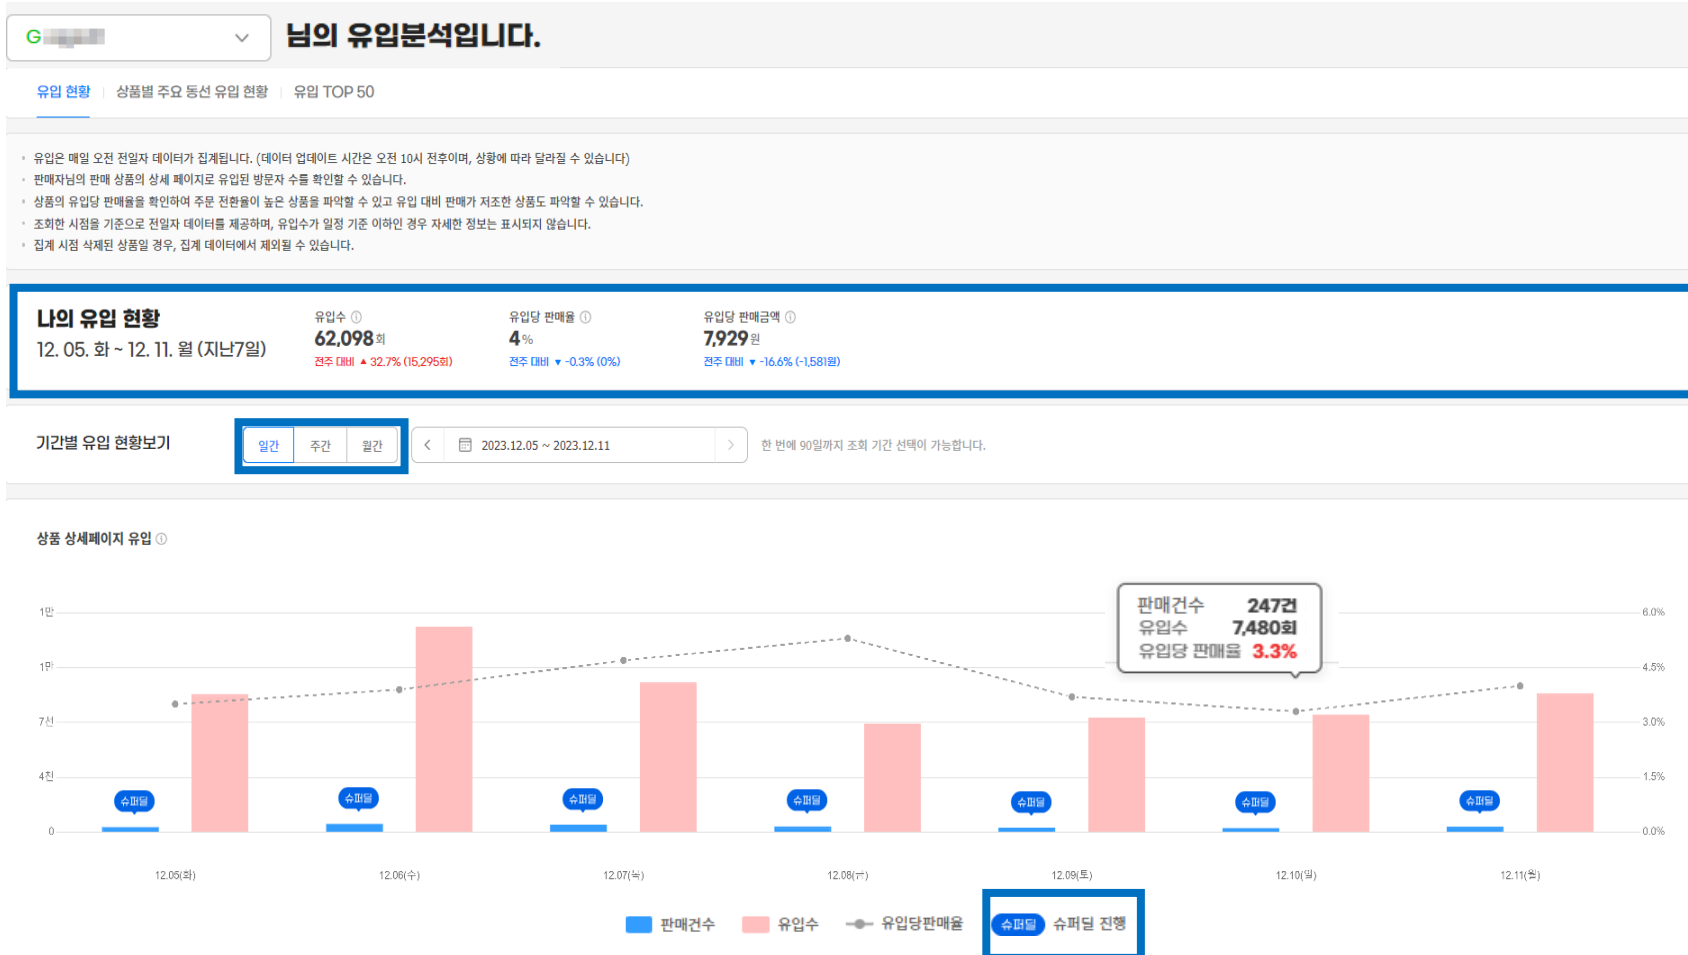 G
님의 유입분석입니다.
유입 현황 상품별 주요 동선 유입 현황 유입 TOP 50
유입은 매일 오전 전일자 데이터가 집계됩니다. (데이터 업데이트 시간은 오전 10시 전후이며, 상황에 따라 달라질 수 있습니다)
판매자님의 판매 상품의 상세 페이지로 유입된 방문자 수를 확인할 수 있습니다.
상품의 유입당 판매율을 확인하여 주문 전환율이 높은 상품을 파악할 수 있고 유입 대비 판매가 저조한 상품도 파악할 수 있습니다.
조회한 시점을 기준으로 전일자 데이터를 제공하며, 유입수가 일정 기준 이하인 경우 자세한 정보는 표시되지 않습니다.
집계 시점 삭제된 상품일 경우, 집계 데이터에서 제외될 수 있습니다.
나의 유입 현황
12. 05. 화 ~ 12. 11. 월 (지난7일)
유입수
62,098회
전주 대비 ▲ 32.7% (15,295회)
유입당 판매율
4%
전주 대비 ▼ -0.3% (0%)
유입당 판매금액
7,929원
전주 대비 ▼ -16.6% (-1,581원)
기간별 유입 현황보기 일간 주간 월간 2023.12.05 ~ 2023.12.11 한 번에 90일까지 조회 기간 선택이 가능합니다.
상품 상세페이지 유입
판매건수 247건
유입수 7,480회
유입당 판매율 3.3%
1만 6.0%
1만 4.5%
7천 3.0%
4천 1.5%
슈퍼딜 슈퍼딜 슈퍼딜 슈퍼딜 슈퍼딜 슈퍼딜 슈퍼딜
0 0.0%
12.05(화) 12.06(수) 12.07(목) 12.08(금) 12.09(토) 12.10(일) 12.11(월)
판매건수 유입수 유입당판매율 슈퍼딜 슈퍼딜 진행